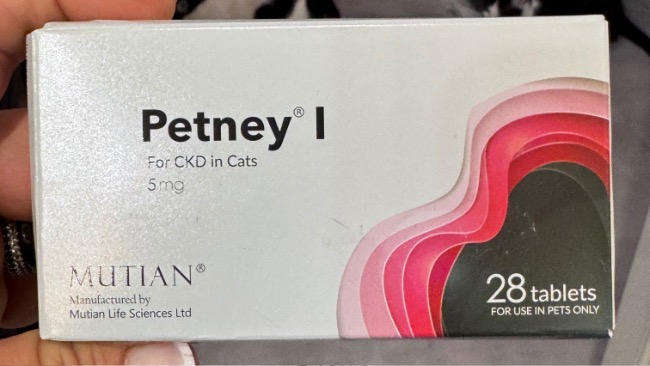 Petney® I
For CKD in Cats
5mg
MUTIAN®
Manufactured by
Mutian Life Sciences Ltd
28 tablets
FOR USE IN PETS ONLY